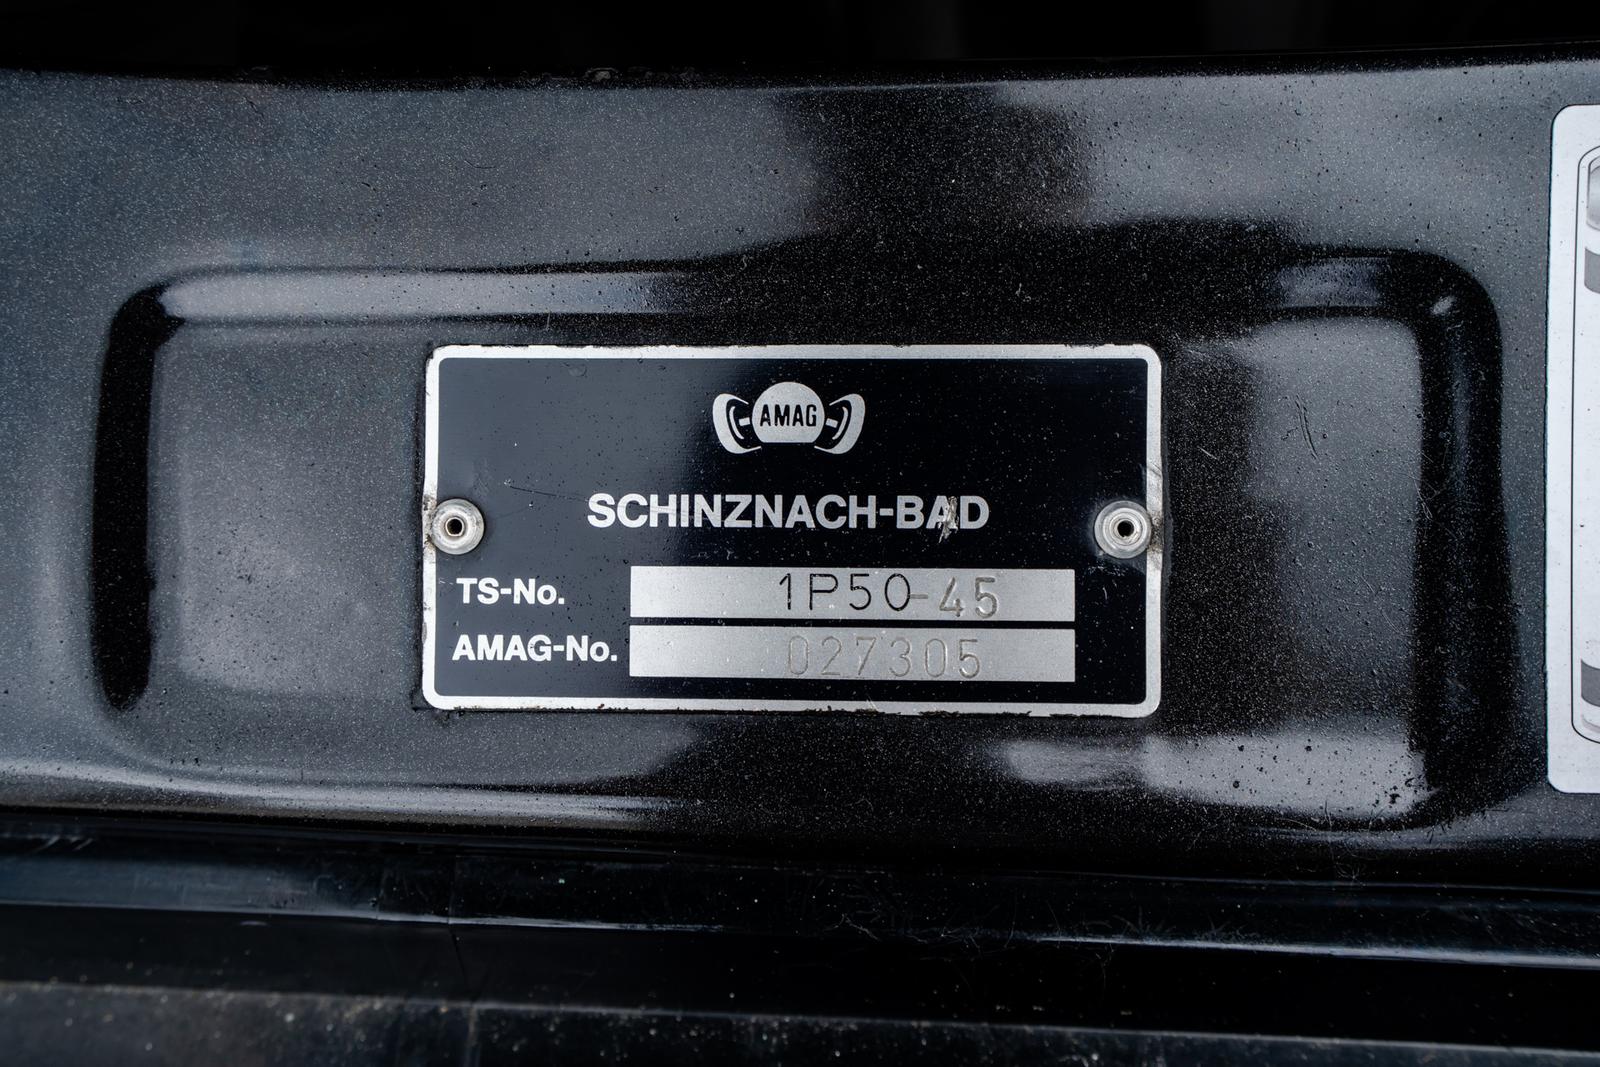 AMAG
SCHINZNACH-BAD
TS-No. 1P50-45
AMAG-No. 027305